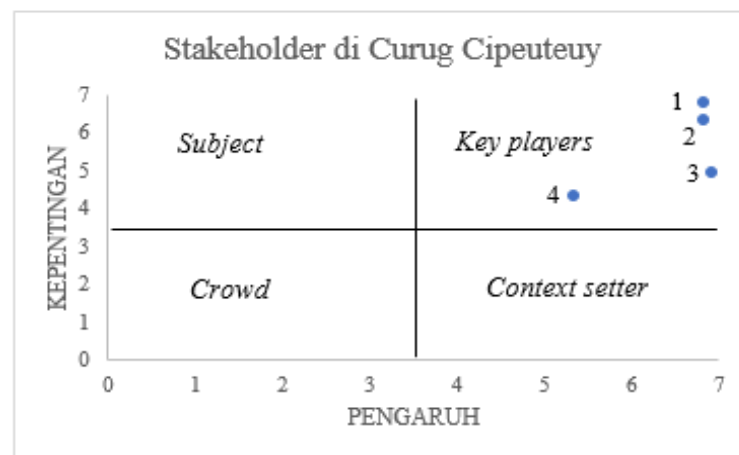 Stakeholder di Curug Cipeuteuy
KEPENTINGAN
7
6
5
4
3
2
1
0
Subject
Key players
1
2
3
4
Crowd
Context setter
0 1 2 3 4 5 6 7
PENGARUH